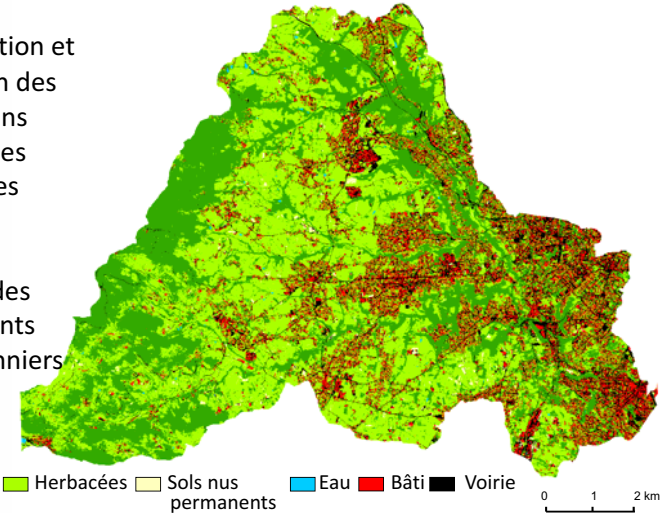 tion et
n des
ns
es
es
des
nts
nniers
Herbacées Sols nus permanents Eau Bâti Voirie
0 1 2 km